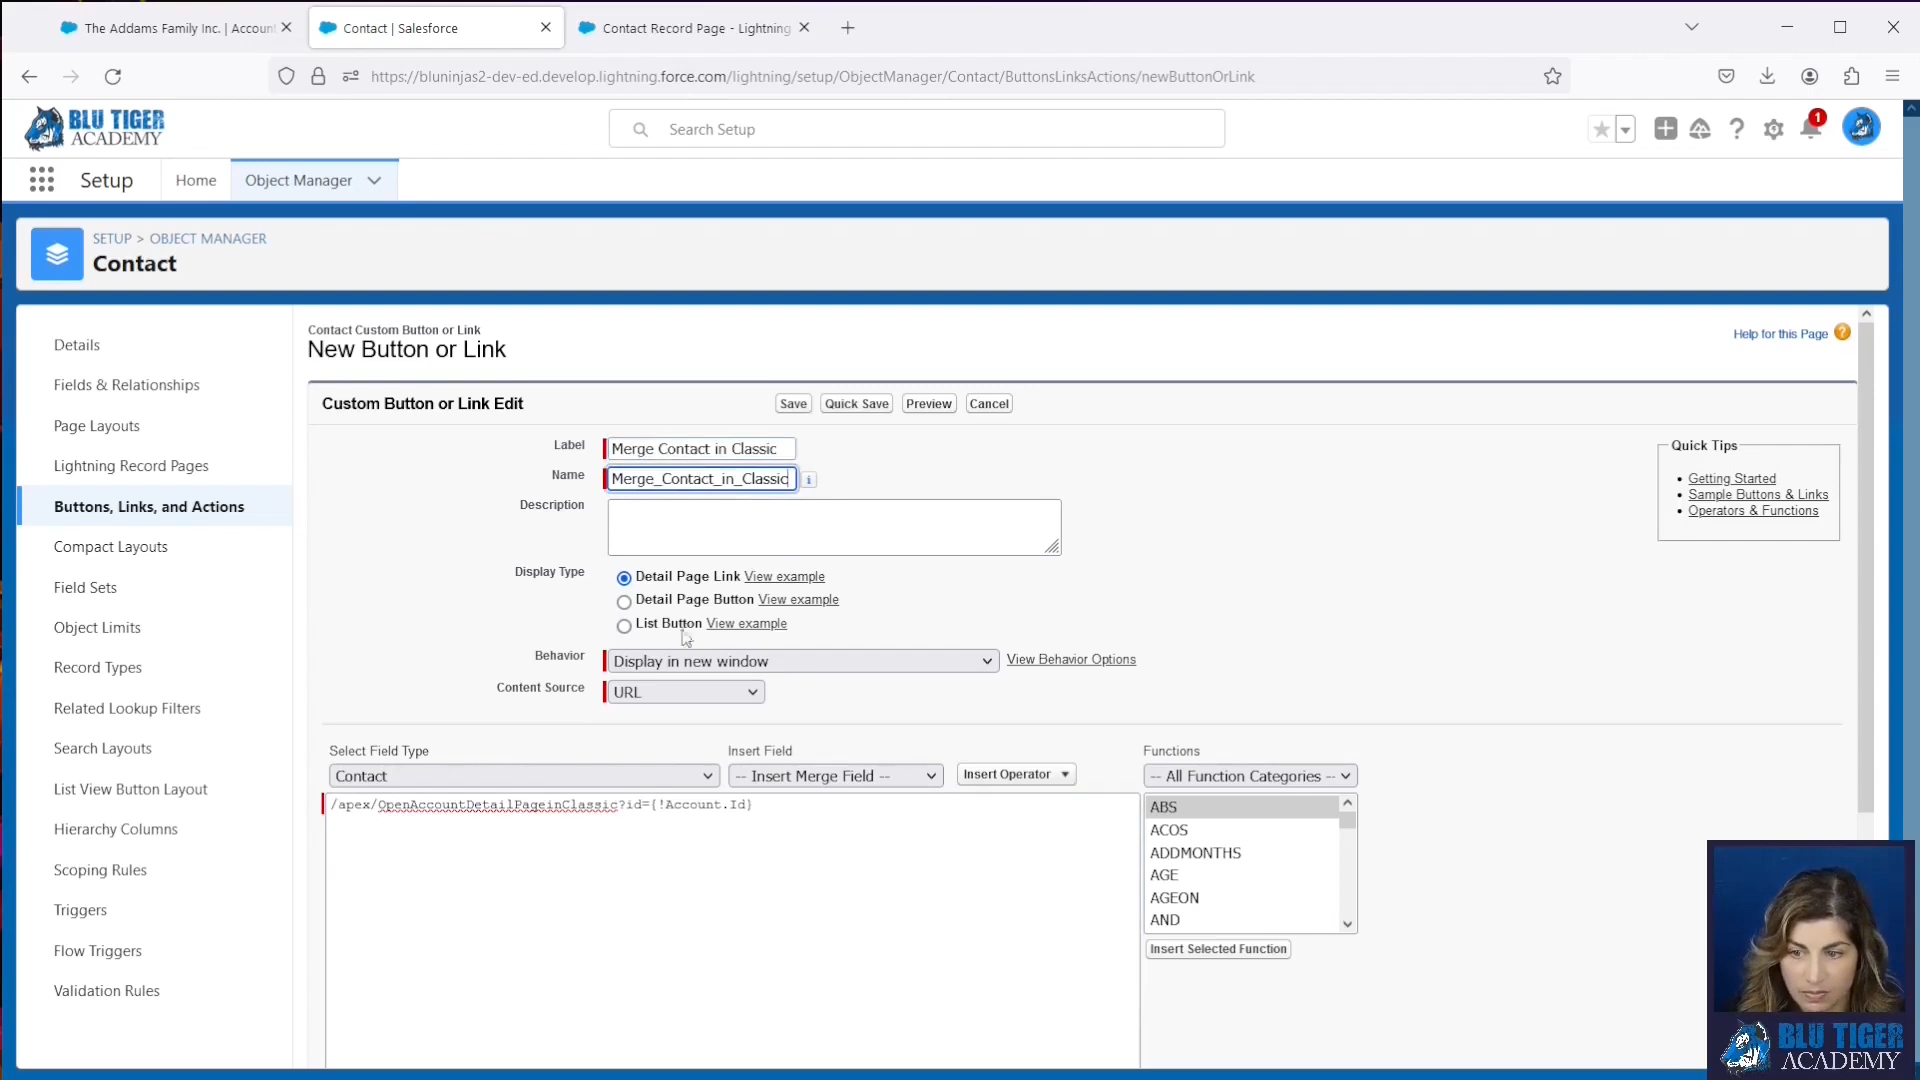 The Addams Family Inc. | Accoun
Contact | Salesforce
Contact Record Page - Lightning
https://bluninjas2-dev-ed.develop.lightning.force.com/lightning/setup/ObjectManager/Contact/ButtonsLinksActions/newButtonOrLink
BLU TIGER
ACADEMY
Search Setup
1
Setup
Home
Object Manager
SETUP > OBJECT MANAGER
Contact
Details
Fields & Relationships
Page Layouts
Lightning Record Pages
Buttons, Links, and Actions
Compact Layouts
Field Sets
Object Limits
Record Types
Related Lookup Filters
Search Layouts
List View Button Layout
Hierarchy Columns
Scoping Rules
Triggers
Flow Triggers
Validation Rules
Contact Custom Button or Link
New Button or Link
Help for this Page ?
Custom Button or Link Edit
Save
Quick Save
Preview
Cancel
Label
Merge Contact in Classic
Name
Merge_Contact_in_Classic
i
Description
Display Type
Detail Page Link View example
Detail Page Button View example
List Button View example
Behavior
Display in new window
View Behavior Options
Content Source
URL
Quick Tips
• Getting Started
• Sample Buttons & Links
• Operators & Functions
Select Field Type
Contact
Insert Field
-- Insert Merge Field --
Insert Operator
Functions
-- All Function Categories --
/apex/OpenAccountDetailPageinClassic?id={!Account.Id}
ABS
ACOS
ADDMONTHS
AGE
AGEON
AND
Insert Selected Function
BLU TIGER
ACADEMY